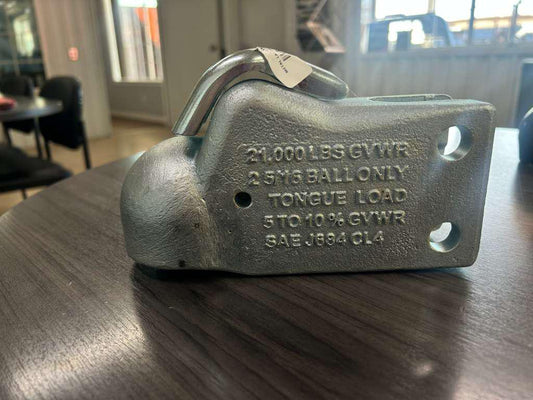 21.000 LBS GVWR
2 5/16 BALL ONLY
TONGUE LOAD
5 TO 10 % GVWR
SAE J684 CL4